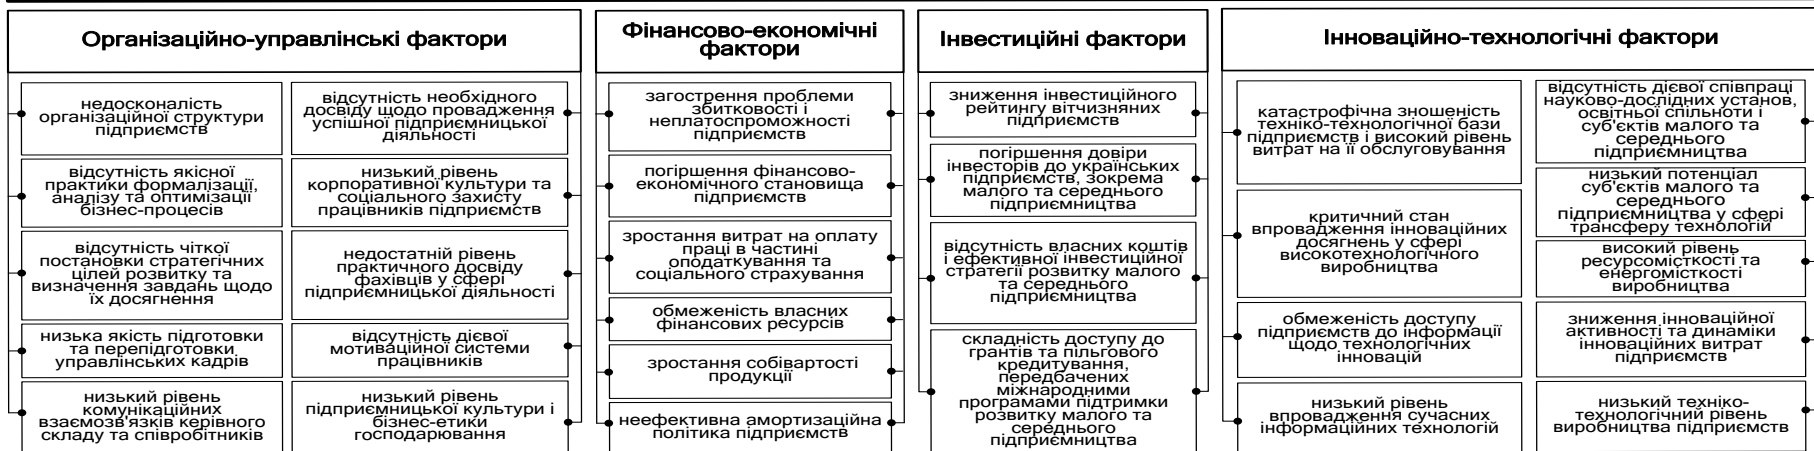 Організаційно-управлінські фактори
недосконалість
організаційної структури
підприємств
відсутність якісної
практики формалізації,
аналізу та оптимізації
бізнес-процесів
відсутність чіткої
постановки стратегічних
цілей розвитку та
визначення завдань щодо
їх досягнення
низька якість підготовки
та перепідготовки
управлінських кадрів
низький рівень
комунікаційних
взаємозв'язків керівного
складу та співробітників
відсутність необхідного
досвіду щодо провадження
успішної підприємницької
діяльності
низький рівень
корпоративної культури та
соціального захисту
працівників підприємств
недостатній рівень
практичного досвіду
фахівців у сфері
підприємницької діяльності
відсутність дієвої
мотиваційної системи
працівників
низький рівень
підприємницької культури і
бізнес-етики
господарювання
Фінансово-економічні
фактори
загострення проблеми
збитковості і
неплатоспроможності
підприємств
погіршення фінансово-
економічного становища
підприємств
зростання витрат на оплату
праці в частині
оподаткування та
соціального страхування
обмеженість власних
фінансових ресурсів
зростання собівартості
продукції
неефективна амортизаційна
політика підприємств
Інвестиційні фактори
зниження інвестиційного
рейтингу вітчизняних
підприємств
погіршення довіри
інвесторів до українських
підприємств, зокрема
малого та середнього
підприємництва
відсутність власних коштів
і ефективної інвестиційної
стратегії розвитку малого
та середнього
підприємництва
складність доступу до
грантів та пільгового
кредитування,
передбачених
міжнародними
програмами підтримки
розвитку малого та
середнього
підприємництва
Інноваційно-технологічні фактори
катастрофічна зношеність
техніко-технологічної бази
підприємств і високий рівень
витрат на її обслуговування
критичний стан
впровадження інноваційних
досягнень у сфері
високотехнологічного
виробництва
обмеженість доступу
підприємств до інформації
щодо технологічних
інновацій
низький рівень
впровадження сучасних
інформаційних технологій
відсутність дієвої співпраці
науково-дослідних установ,
освітньої спільноти і
суб'єктів малого та
середнього
підприємництва
низький потенціал
суб'єктів малого та
середнього
підприємництва у сфері
трансферу технологій
високий рівень
ресурсомісткості та
енергомісткості
виробництва
зниження інноваційної
активності та динаміки
інноваційних витрат
підприємств
низький техніко-
технологічний рівень
виробництва підприємств